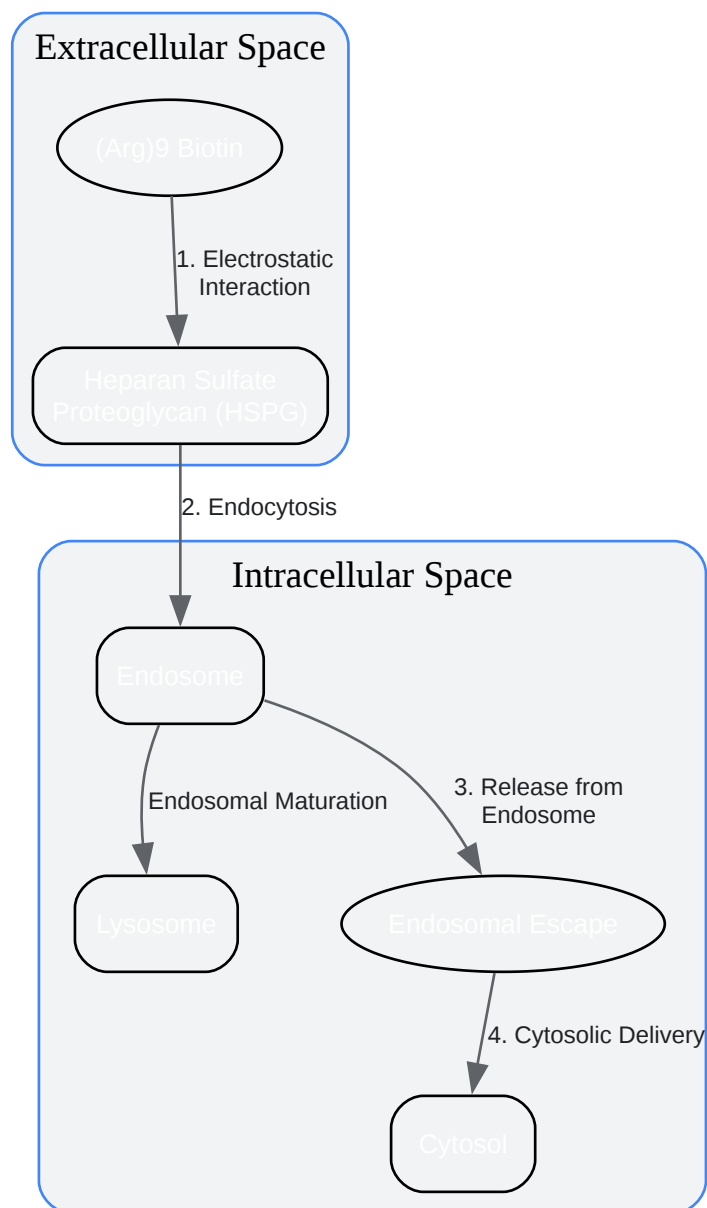 Extracellular Space
(Arg)9 Biotin
1. Electrostatic
Interaction
Heparan Sulfate
Proteoglycan (HSPG)
2. Endocytosis
Intracellular Space
Endosome
Endosomal Maturation
3. Release from
Endosome
Lysosome
Endosomal Escape
4. Cytosolic Delivery
Cytosol